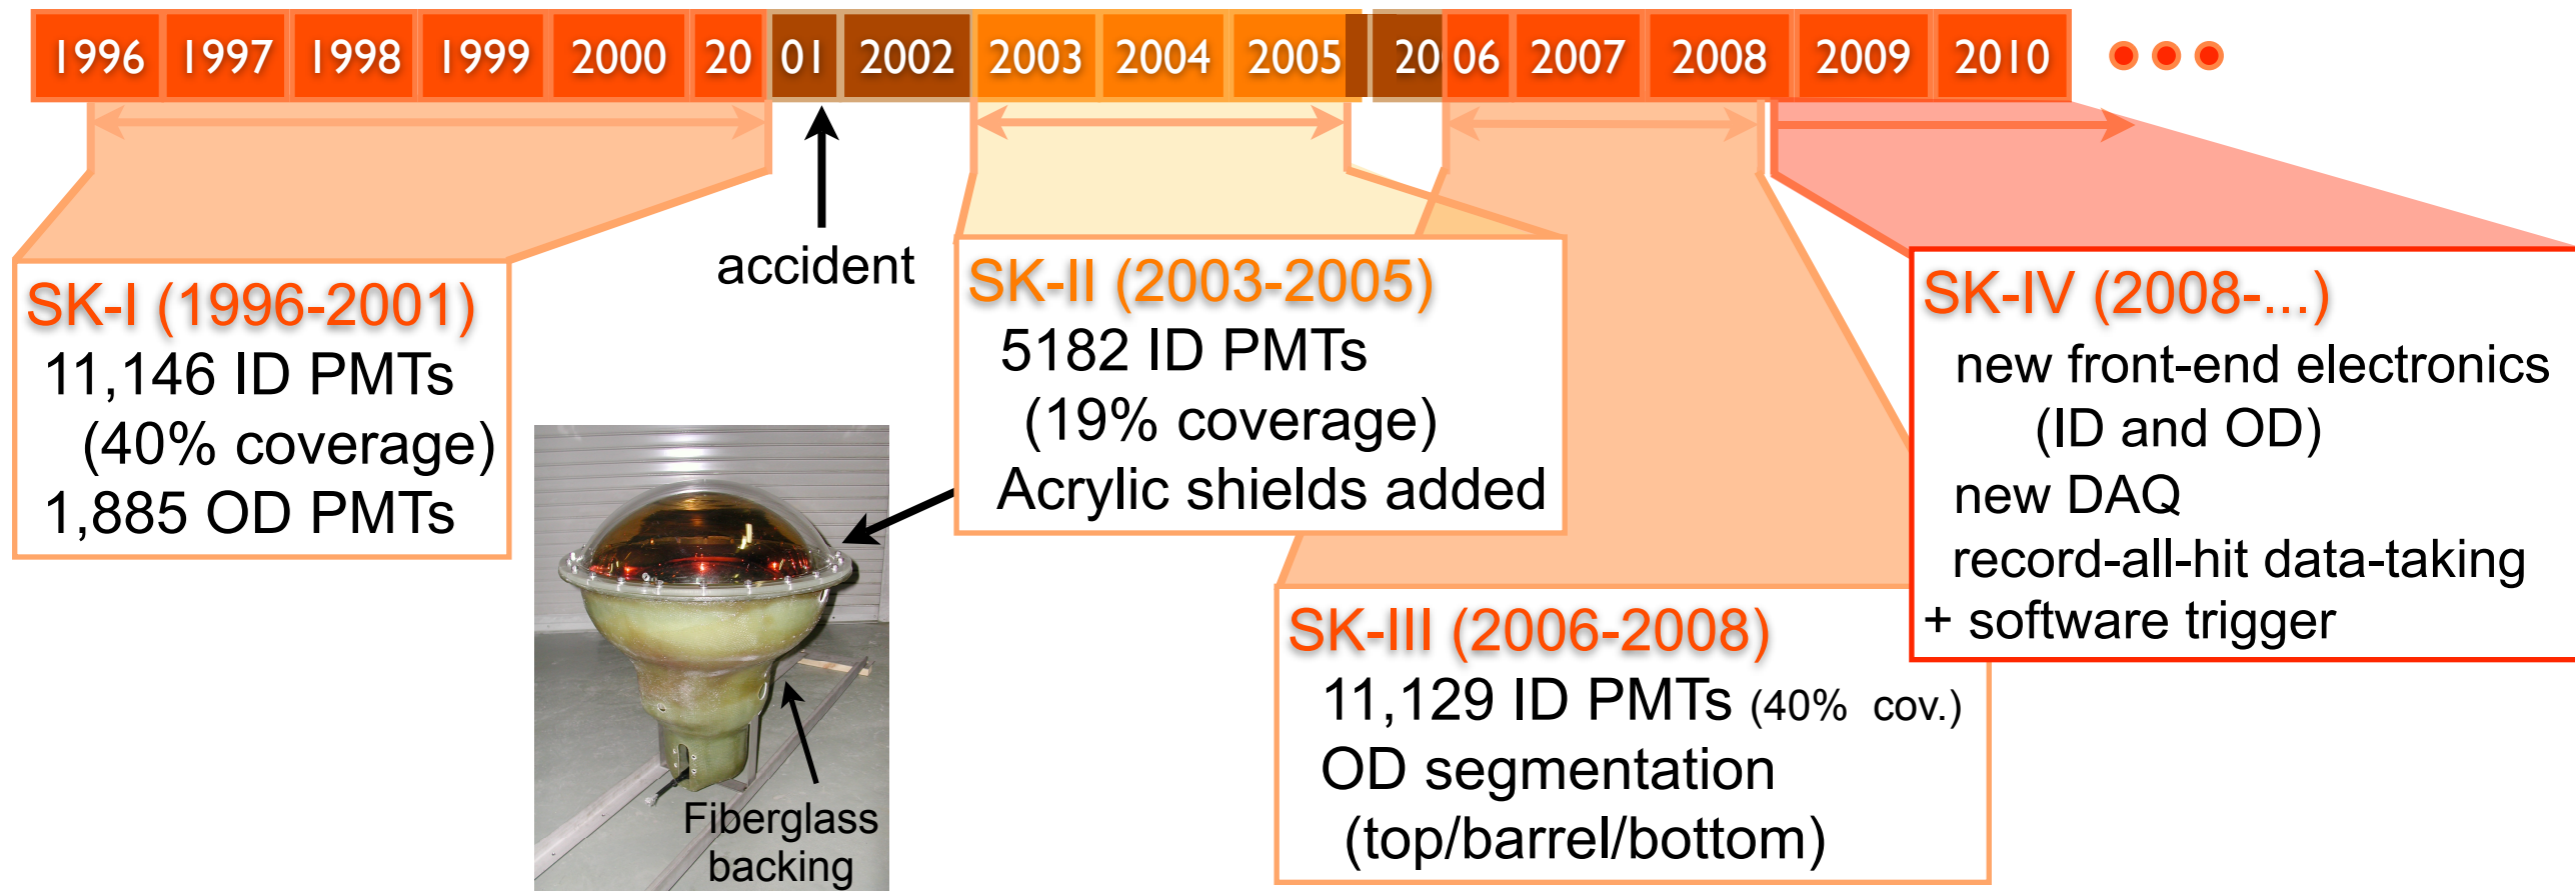 1996 1997 1998 1999 2000 20 01 2002 2003 2004 2005 20 06 2007 2008 2009 2010
accident
SK-I (1996-2001)
11,146 ID PMTs
(40% coverage)
1,885 OD PMTs
SK-II (2003-2005)
5182 ID PMTs
(19% coverage)
Acrylic shields added
Fiberglass
backing
SK-III (2006-2008)
11,129 ID PMTs (40% cov.)
OD segmentation
(top/barrel/bottom)
SK-IV (2008-...)
new front-end electronics
(ID and OD)
new DAQ
record-all-hit data-taking
+ software trigger